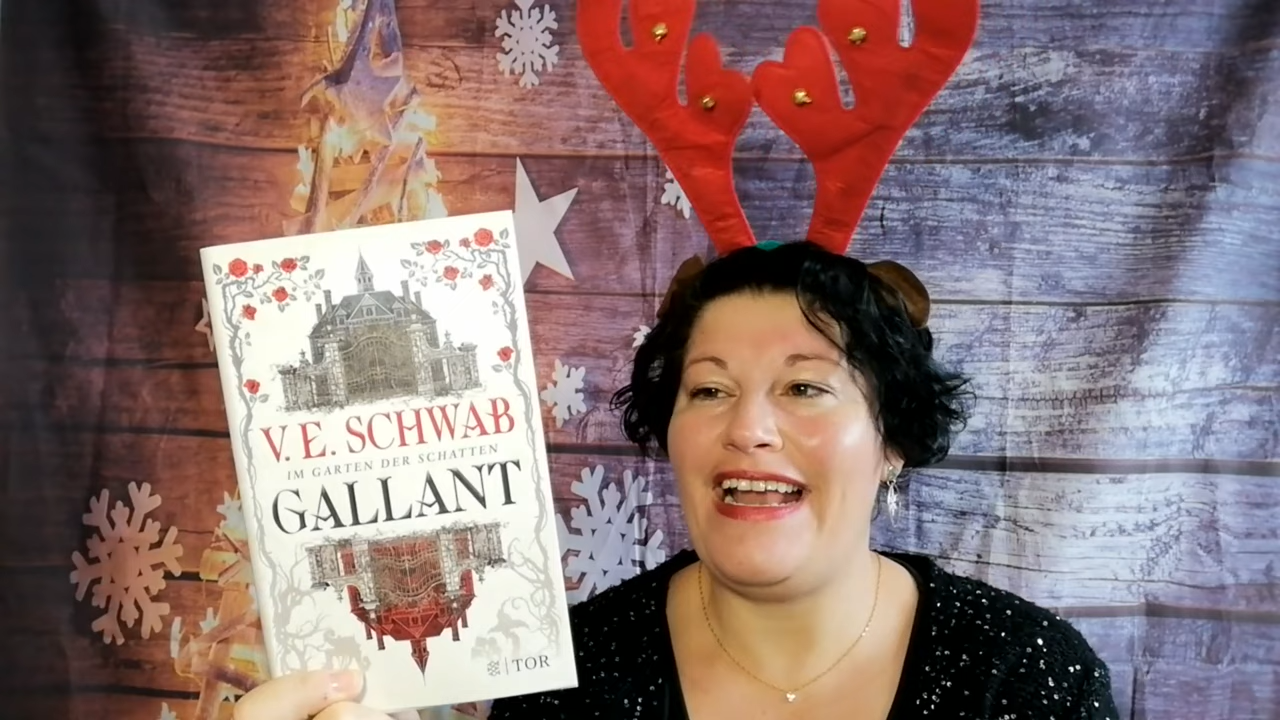 V. E. SCHWAB
IM GARTEN DER SCHATTEN
GALLANT
TOR